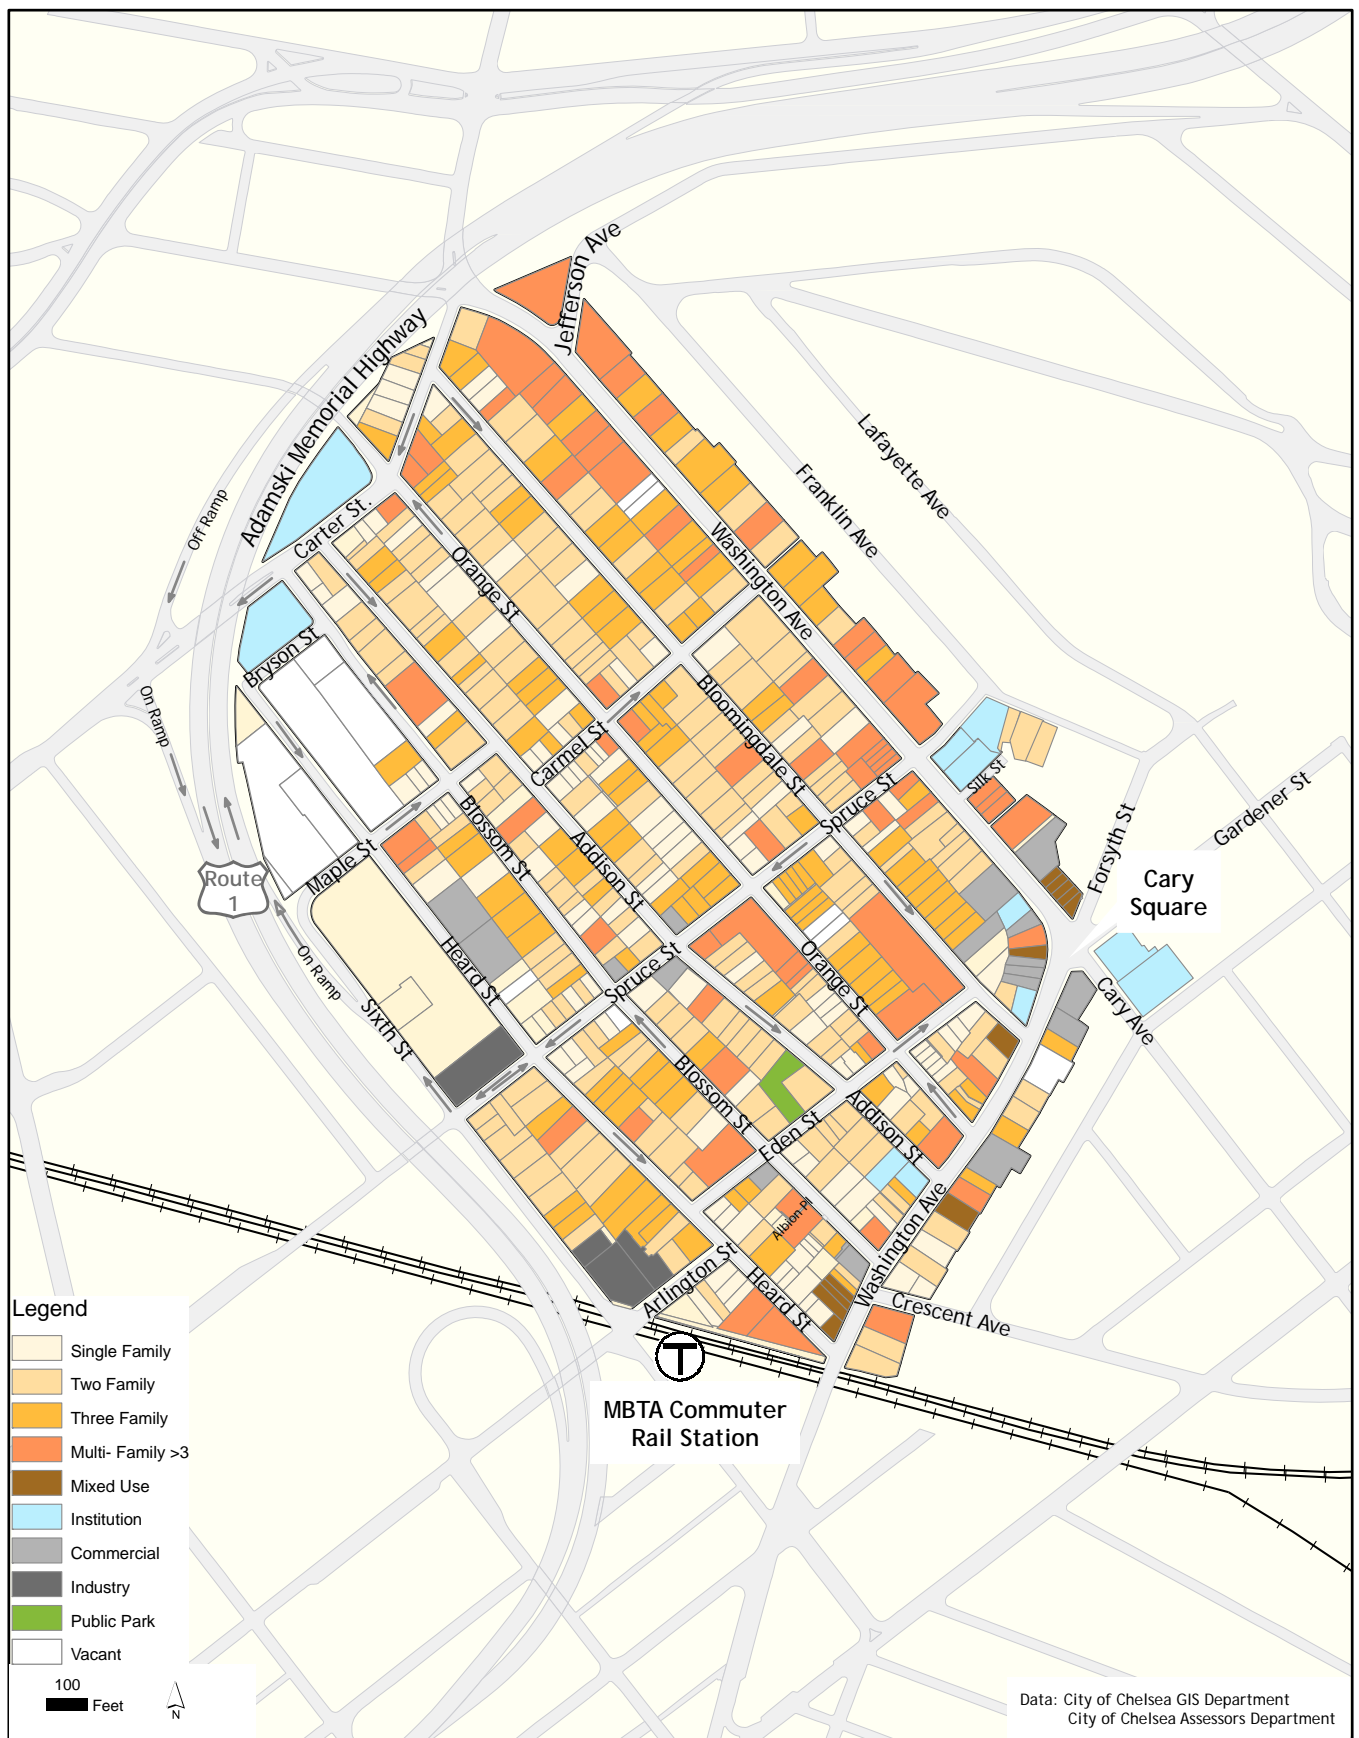 Jefferson Ave
Adamski Memorial Highway
Lafayette Ave
Franklin Ave
Off Ramp
Carter St.
Washington Ave
Orange St
Bryson St
On Ramp
Bloomingdale St
Carmel St
Silk St
Spruce St
Gardener St
Forsyth St
Blossom St
Addison St
Maple St
Route
1
Cary
Square
Heard St
Spruce St
Orange St
On Ramp
Cary Ave
Sixth St
Blossom St
Addison St
Eden St
Albion Pl
Washington Ave
Arlington St
Heard St
Crescent Ave
T
MBTA Commuter
Rail Station
Legend
Single Family
Two Family
Three Family
Multi- Family >3
Mixed Use
Institution
Commercial
Industry
Public Park
Vacant
100
Feet
N
Data: City of Chelsea GIS Department
City of Chelsea Assessors Department